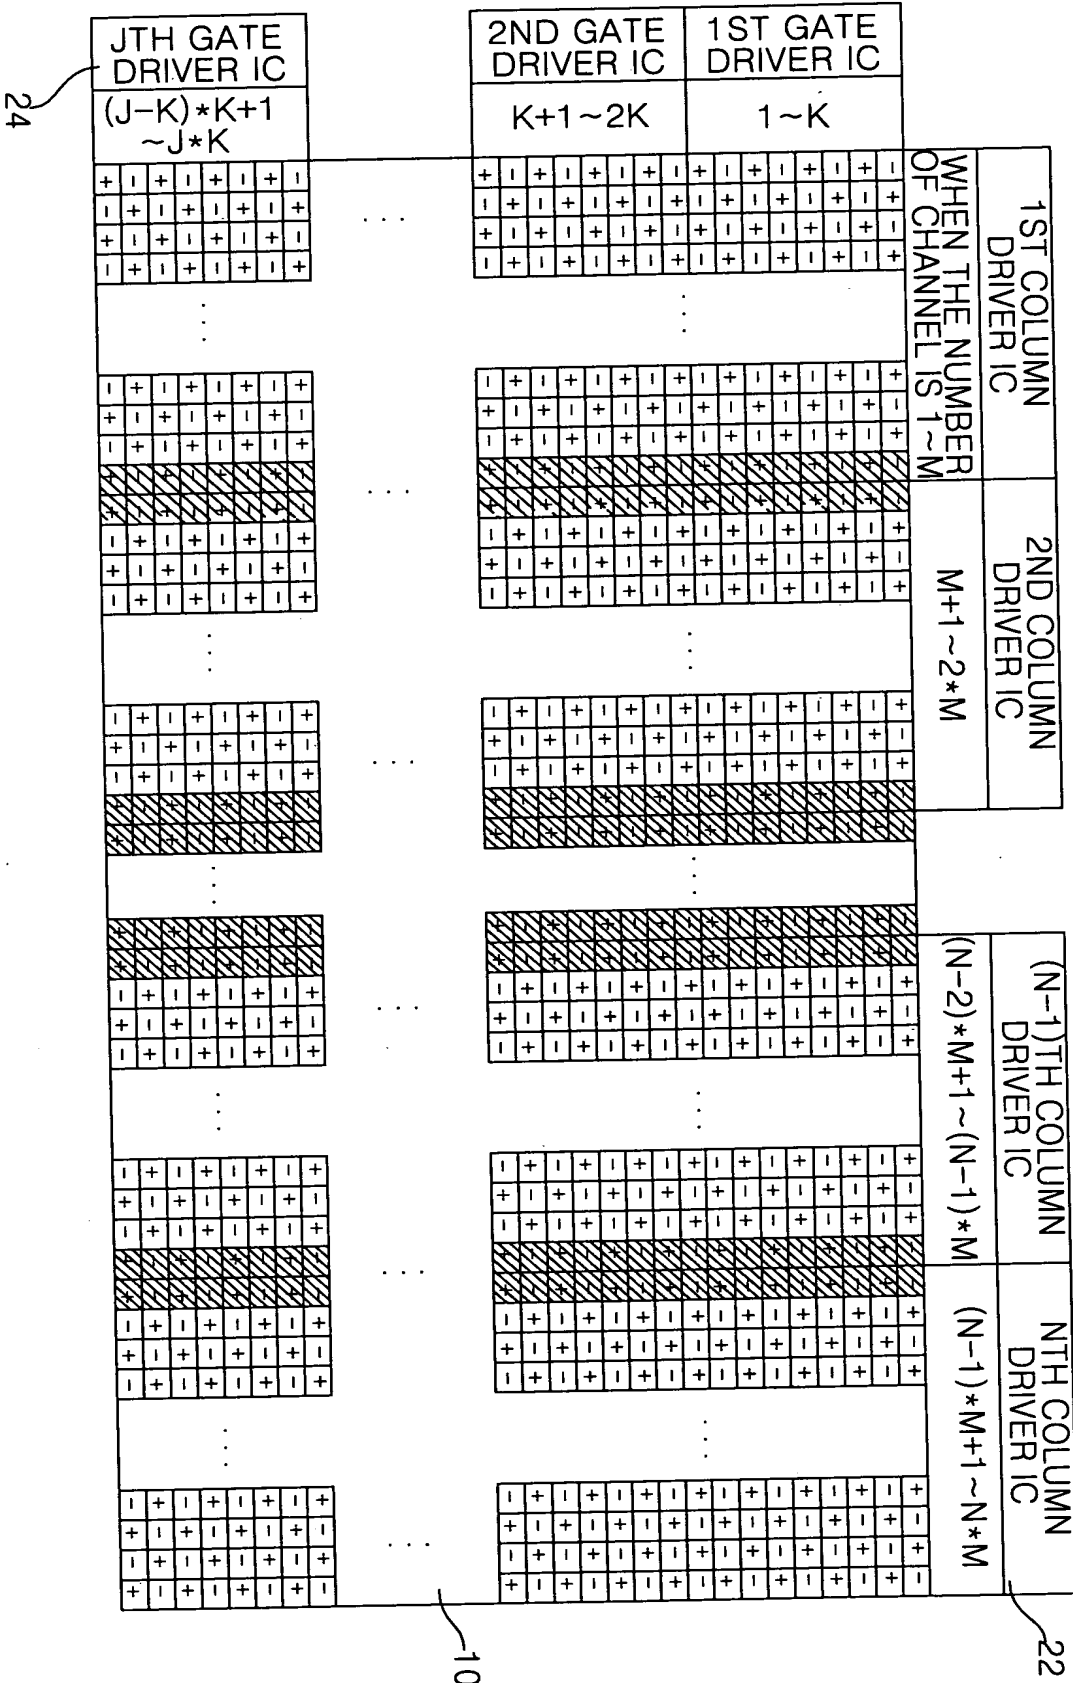 JTH GATE
DRIVER IC
(J-K)*K+1
~J*K
24
2ND GATE
DRIVER IC
K+1~2K
1ST GATE
DRIVER IC
1~K
1ST COLUMN
DRIVER IC
WHEN THE NUMBER
OF CHANNEL IS 1~M
2ND COLUMN
DRIVER IC
M+1~2*M
(N-1)TH COLUMN
DRIVER IC
(N-2)*M+1~(N-1)*M
NTH COLUMN
DRIVER IC
(N-1)*M+1~N*M
22
10